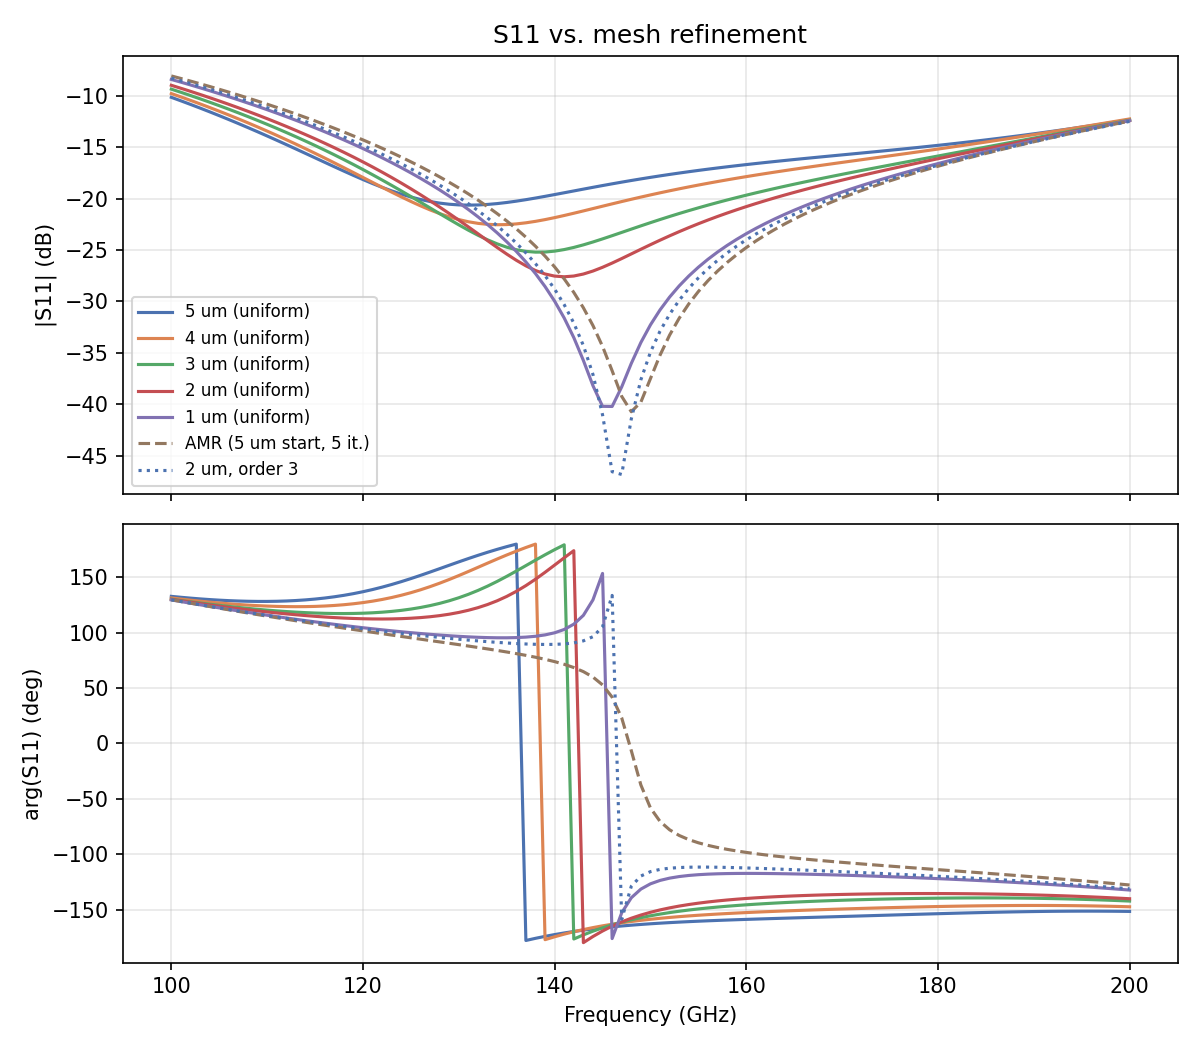 S11 vs. mesh refinement
−10
−15
−20
−25
−30
−35
−40
−45
|S11| (dB)
5 um (uniform)
4 um (uniform)
3 um (uniform)
2 um (uniform)
1 um (uniform)
AMR (5 um start, 5 it.)
2 um, order 3
150
100
50
0
−50
−100
−150
arg(S11) (deg)
100 120 140 160 180 200
Frequency (GHz)